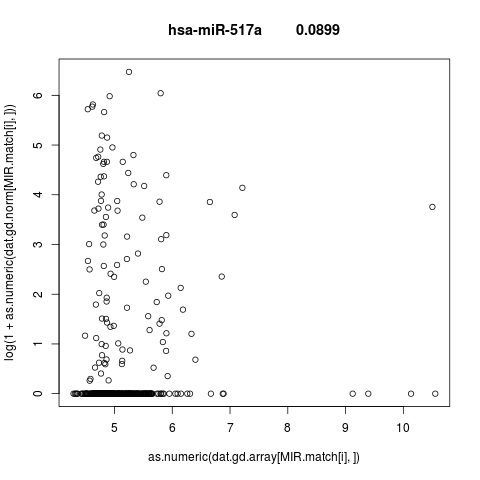 hsa-miR-517a 0.0899
log(1 + as.numeric(dat.gd.norm[MIR.match[i], ]))
6
5
4
3
2
1
0
5 6 7 8 9 10
as.numeric(dat.gd.array[MIR.match[i], ])